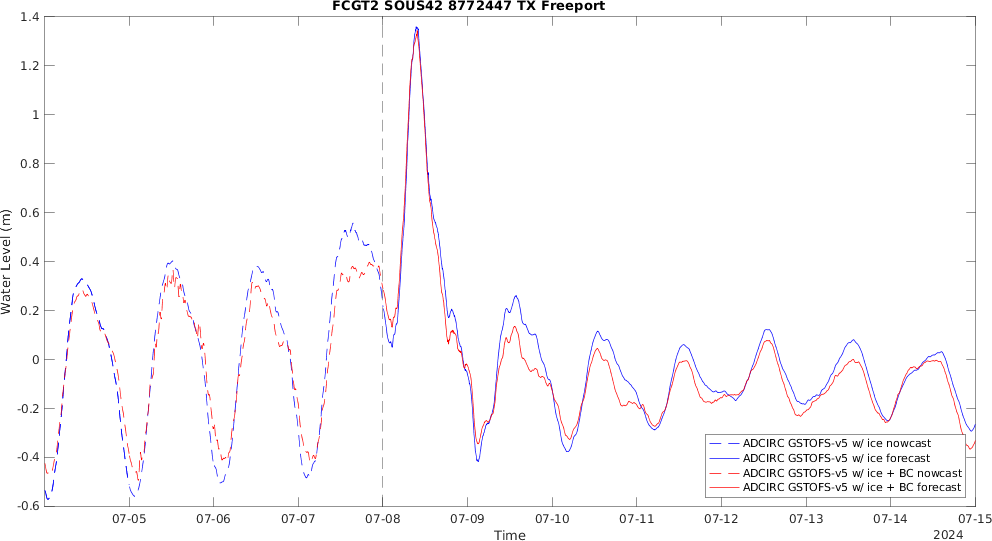 FCGT2 SOUS42 8772447 TX Freeport
1.4
1.2
1
0.8
0.6
0.4
0.2
0
-0.2
-0.4
-0.6
Water Level (m)
ADCIRC GSTOFS-v5 w/ ice nowcast
ADCIRC GSTOFS-v5 w/ ice forecast
ADCIRC GSTOFS-v5 w/ ice + BC nowcast
ADCIRC GSTOFS-v5 w/ ice + BC forecast
07-05 07-06 07-07 07-08 07-09 07-10 07-11 07-12 07-13 07-14 07-15
Time
2024